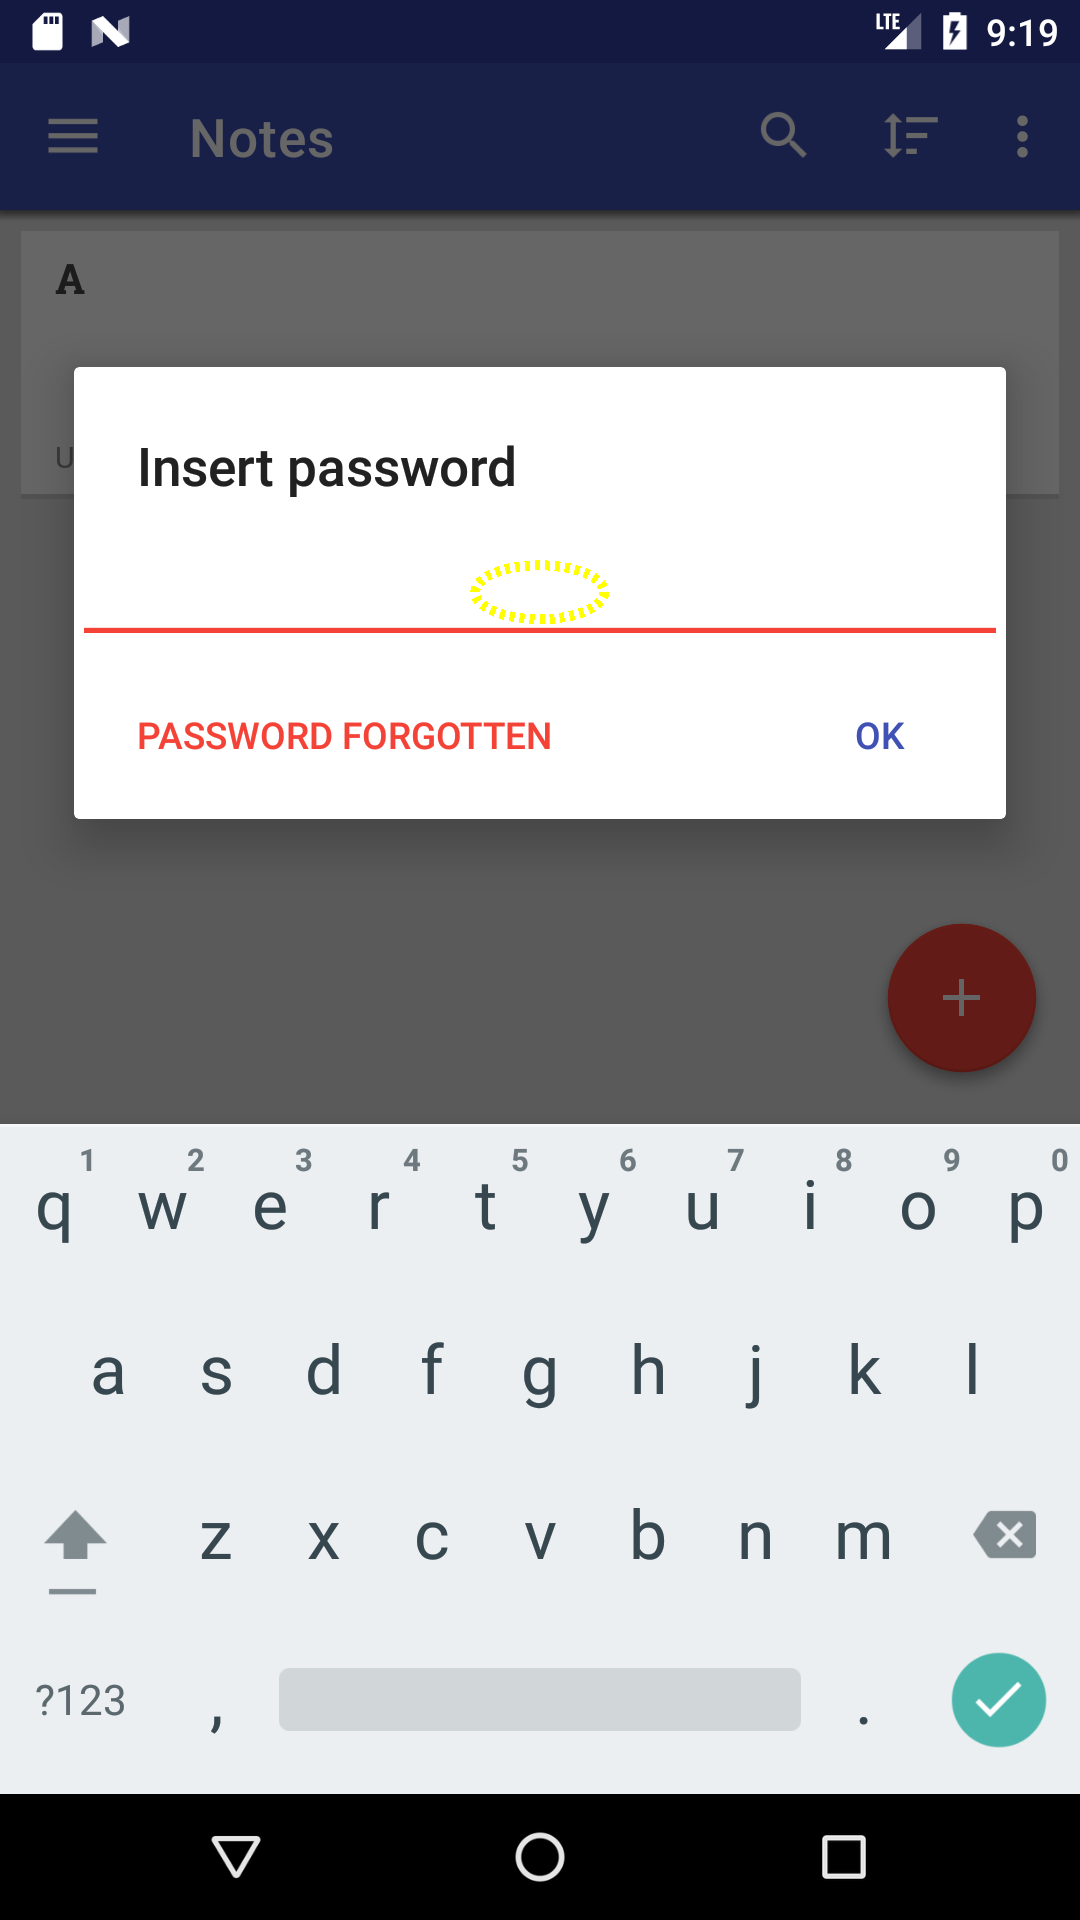 LTE 9:19
Notes
A
U
Insert password
PASSWORD FORGOTTEN OK
1 2 3 4 5 6 7 8 9 0
q w e r t y u i o p
a s d f g h j k l
z x c v b n m
?123 , .